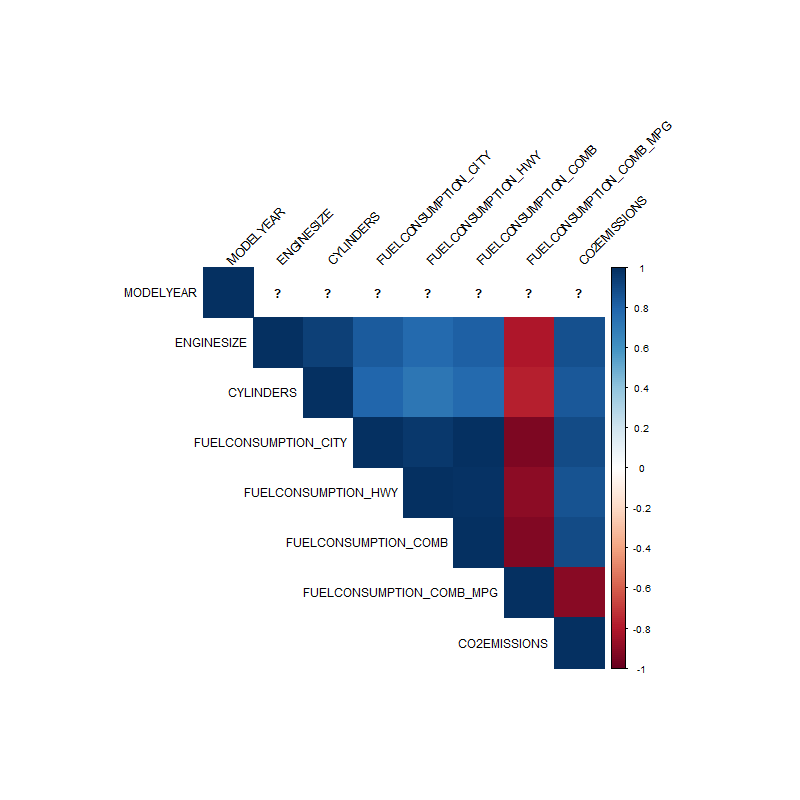 MODELYEAR
ENGINESIZE
CYLINDERS
FUELCONSUMPTION_CITY
FUELCONSUMPTION_HWY
FUELCONSUMPTION_COMB
FUELCONSUMPTION_COMB_MPG
CO2EMISSIONS
MODELYEAR ? ? ? ? ? ? ?
ENGINESIZE
CYLINDERS
FUELCONSUMPTION_CITY
FUELCONSUMPTION_HWY
FUELCONSUMPTION_COMB
FUELCONSUMPTION_COMB_MPG
CO2EMISSIONS
1
0.8
0.6
0.4
0.2
0
-0.2
-0.4
-0.6
-0.8
-1